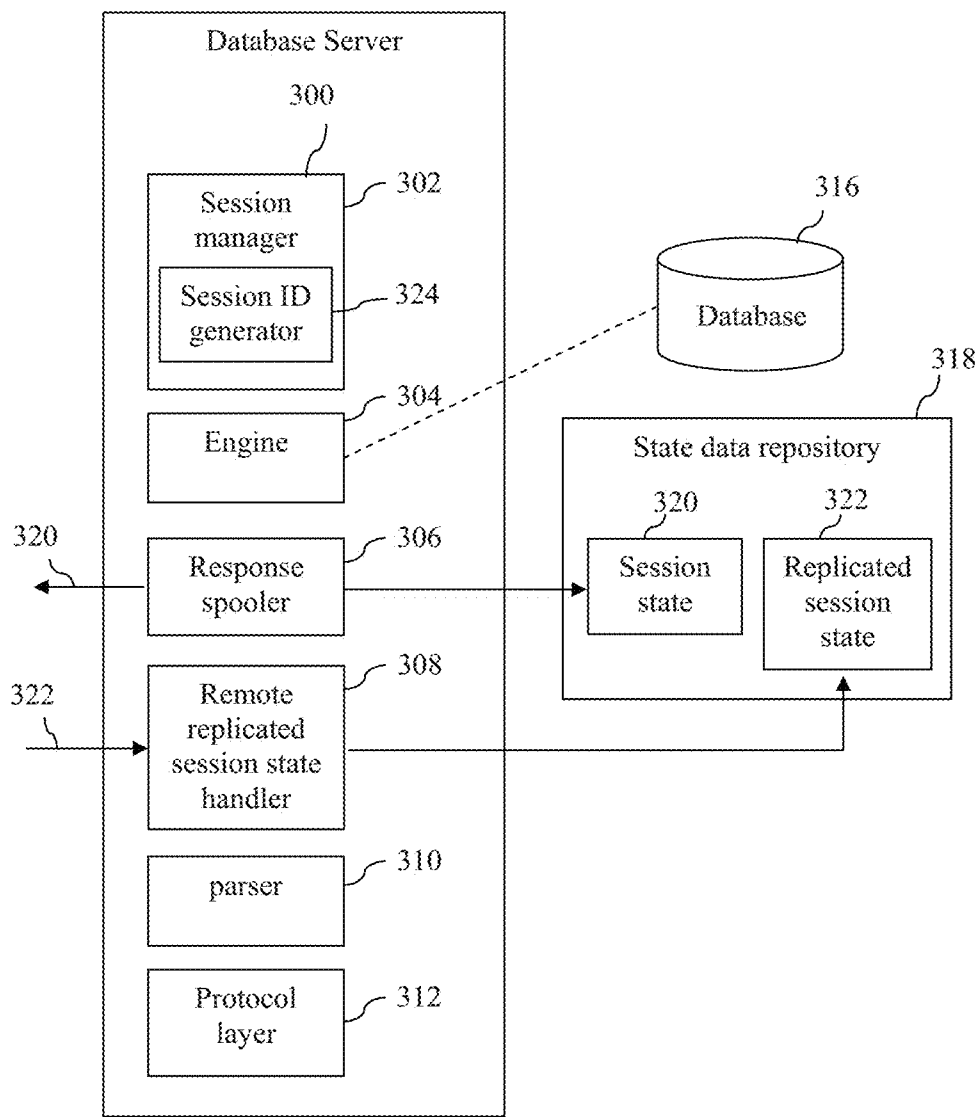 Database Server
300
302
Session
manager
Session ID
generator
324
316
Database
304
Engine
318
State data repository
320
Session
state
322
Replicated
session
state
320
306
Response
spooler
308
322
Remote
replicated
session state
handler
310
parser
312
Protocol
layer